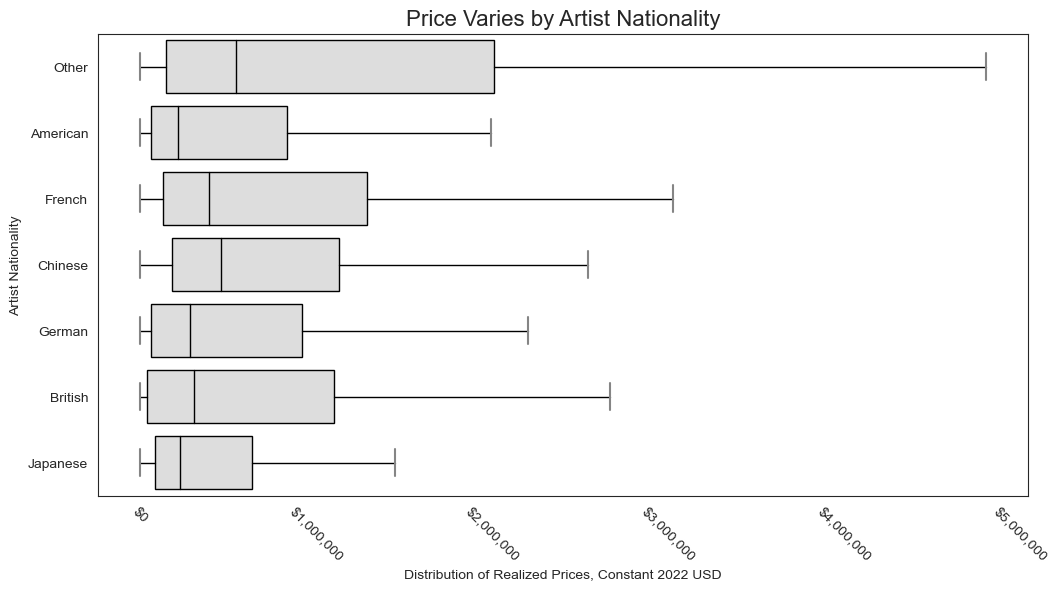 Price Varies by Artist Nationality
Artist Nationality
Other
American
French
Chinese
German
British
Japanese
$0
$1,000,000
$2,000,000
$3,000,000
$4,000,000
$5,000,000
Distribution of Realized Prices, Constant 2022 USD